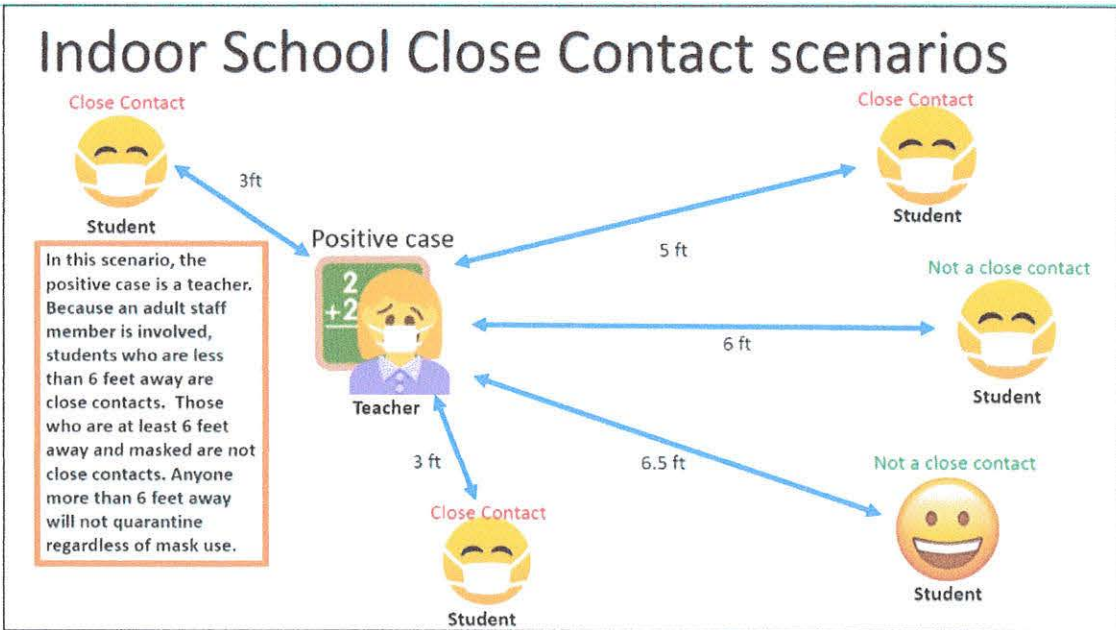 Indoor School Close Contact scenarios
Close Contact
Student
3ft
In this scenario, the
positive case is a teacher.
Because an adult staff
member is involved,
students who are less
than 6 feet away are
close contacts. Those
who are at least 6 feet
away and masked are not
close contacts. Anyone
more than 6 feet away
will not quarantine
regardless of mask use.
Positive case
2
+2
Teacher
Close Contact
Student
5 ft
Not a close contact
6 ft
Student
3 ft
6.5 ft
Not a close contact
Student
Close Contact
Student